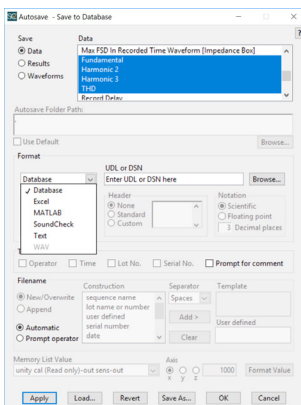 Autosave - Save to Database
Save
Data
Data
Results
Waveforms
Max FSD In Recorded Time Waveform [Impedance Box]
Fundamental
Harmonic 2
Harmonic 3
THD
Record Delay
Autosave Folder Path:
Use Default
Browse...
Format
Database
UDL or DSN
Enter UDL or DSN here
Browse...
✓ Database
Excel
MATLAB
SoundCheck
Text
WAV
Header
None
Standard
Custom
Notation
Scientific
Floating point
3 Decimal places
Operator
Time
Lot No.
Serial No.
Prompt for comment
Filename
New/Overwrite
Append
Automatic
Prompt operator
Construction
sequence name
lot name or number
user defined
serial number
date
Separator
Spaces
Add >
Clear
Template
User defined
Memory List Value
unity cal (Read only)-out sens-out
Axis
x y z
1000
Format Value
Apply
Load...
Revert
Save As...
OK
Cancel